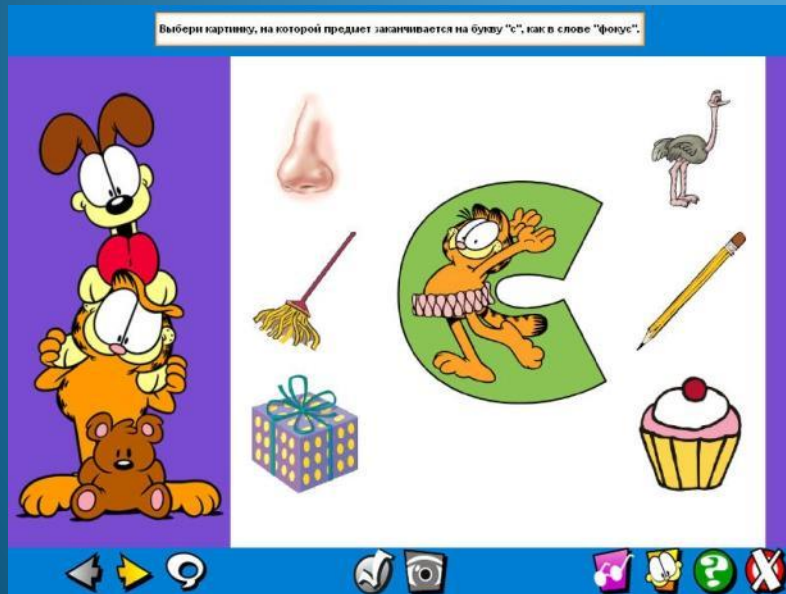 Выбери картинку, на которой предмет заканчивается на букву "с", как в слове "фокус".